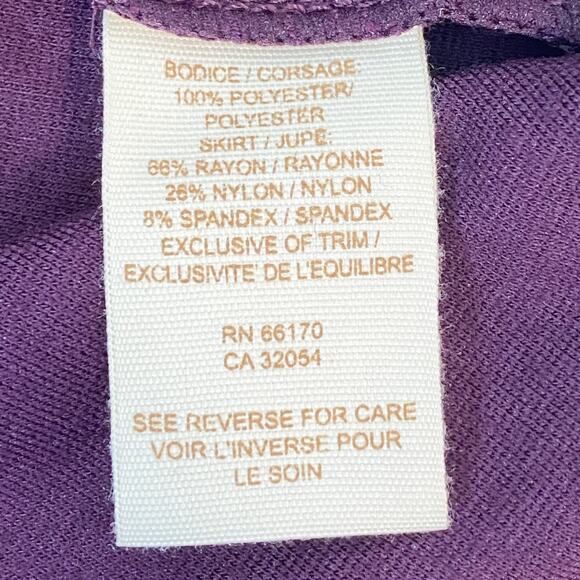 BODICE / CORSAGE:
100% POLYESTER/
POLYESTER
SKIRT / JUPE:
66% RAYON / RAYONNE
26% NYLON / NYLON
8% SPANDEX / SPANDEX
EXCLUSIVE OF TRIM /
EXCLUSIVITE DE L'EQUILIBRE
RN 66170
CA 32054
SEE REVERSE FOR CARE
VOIR L'INVERSE POUR
LE SOIN